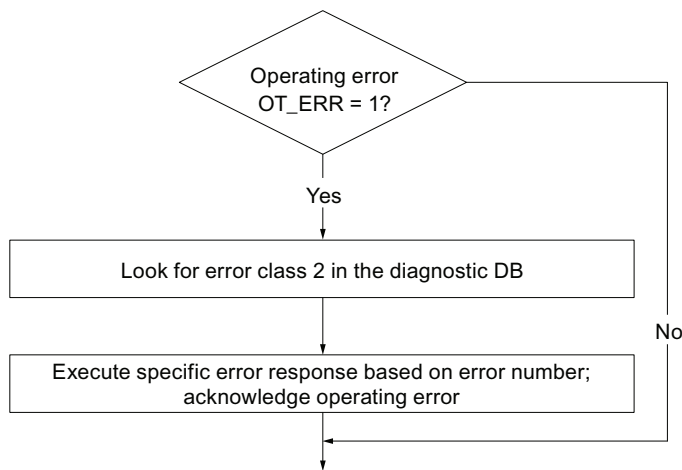 Operating error
OT_ERR = 1?
Yes
Look for error class 2 in the diagnostic DB
No
Execute specific error response based on error number;
acknowledge operating error